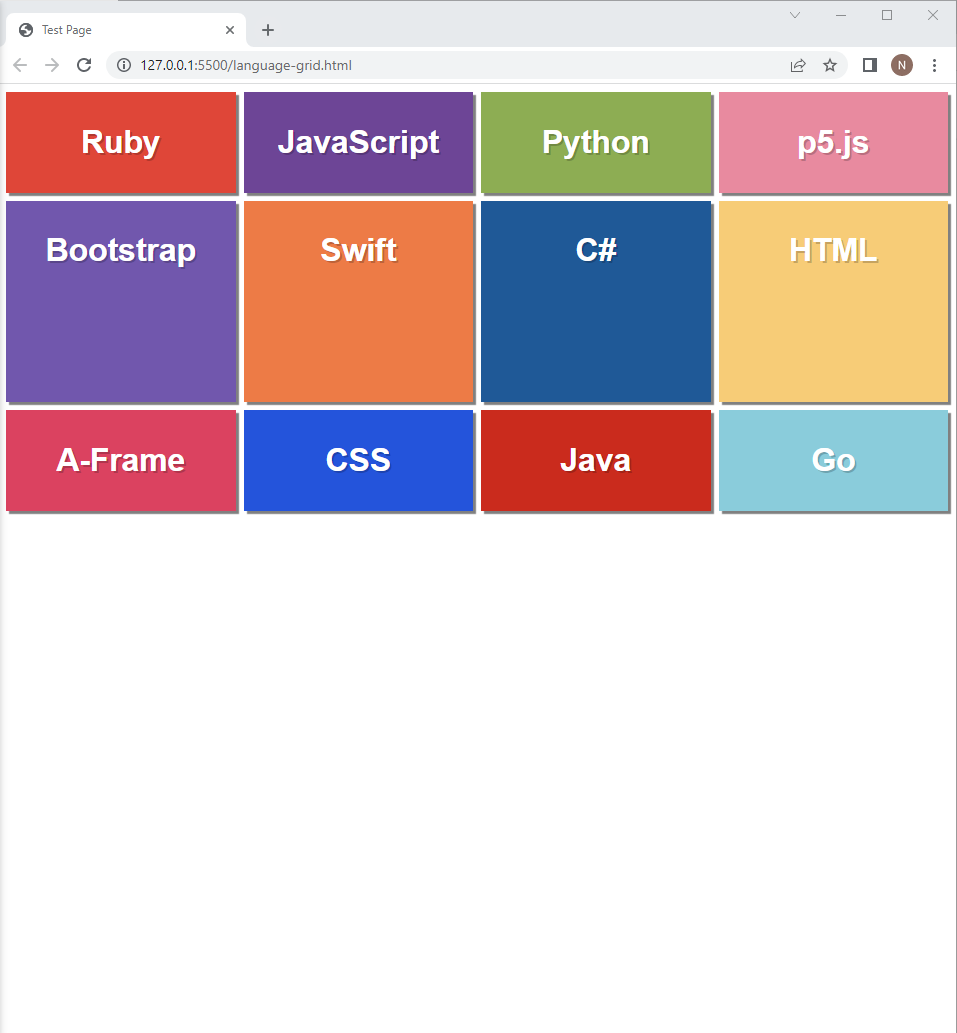 Test Page
127.0.0.1:5500/language-grid.html
N
Ruby JavaScript Python p5.js
Bootstrap Swift C# HTML
A-Frame CSS Java Go